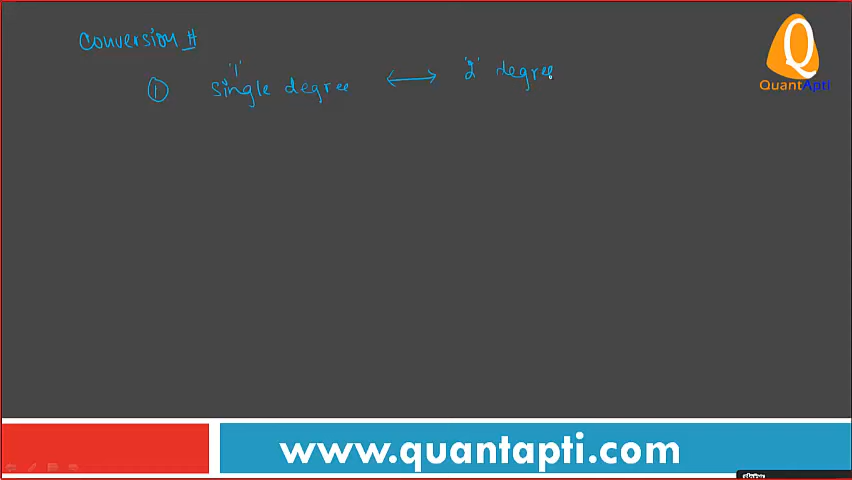 Conversion #
① single degree '1' ⟷ '2' degree
QuantApti
www.quantapti.com